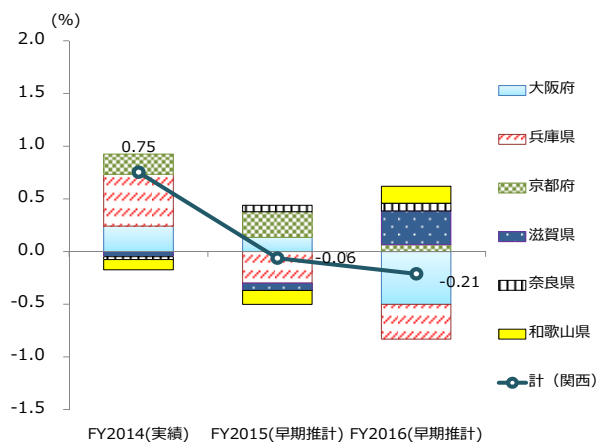 (%)
2.0
1.5
1.0
0.5
0.0
-0.5
-1.0
-1.5
0.75
-0.06
-0.21
FY2014(実績)
FY2015(早期推計)
FY2016(早期推計)
大阪府
兵庫県
京都府
滋賀県
奈良県
和歌山県
計（関西）